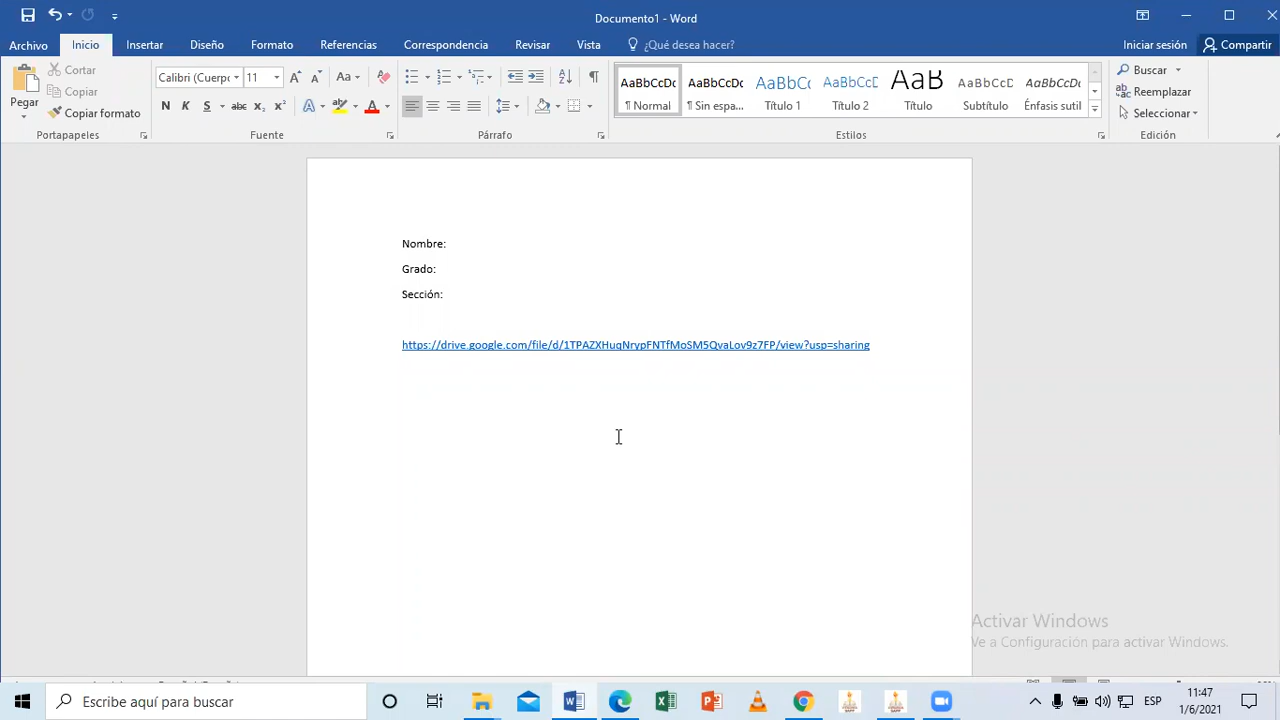 Documento1 - Word
Archivo Inicio Insertar Diseño Formato Referencias Correspondencia Revisar Vista ¿Qué desea hacer? Iniciar sesión Compartir
Pegar
Cortar
Copiar
Copiar formato
Portapapeles
Calibri (Cuerpo 11
Fuente
Párrafo
AaBbCcDc AaBbCcDc AaBbCc AaBbCcD AaB AaBbCcD AaBbCcDc
¶ Normal ¶ Sin espa... Título 1 Título 2 Título Subtítulo Énfasis sutil
Estilos
Buscar
Reemplazar
Seleccionar
Edición
Nombre:
Grado:
Sección:
https://drive.google.com/file/d/1TPAZXHuqNrypFNTfMoSM5QvaLov9z7FP/view?usp=sharing
Activar Windows
Ve a Configuración para activar Windows.
Escribe aquí para buscar
ESP
11:47
1/6/2021